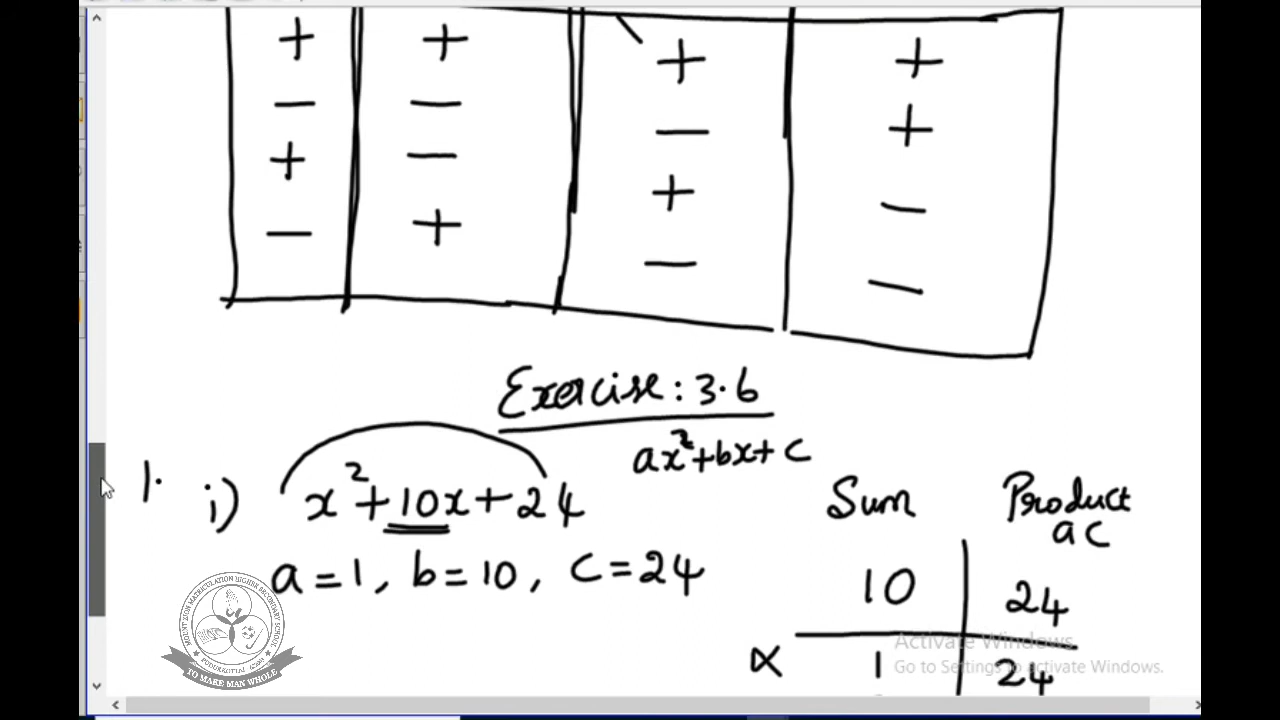 + + + +
− − − +
+ − + −
− + − −
Exercise: 3.6
ax²+bx+c
1. i) x²+10x+24
Sum Product
ac
a=1, b=10, c=24
10 24
∝ 1 24
Activate Windows
Go to Settings to activate Windows.
TO MAKE MAN WHOLE